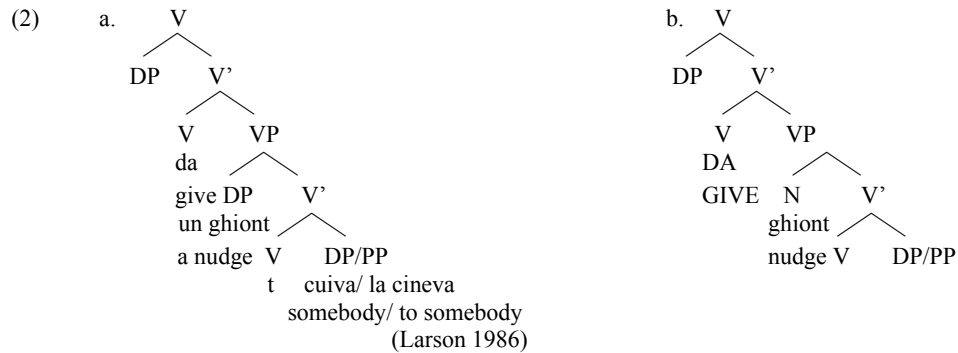 (2) a. V b. V
DP V’ DP V’
V VP V VP
da DA
give DP V’ GIVE N V’
un ghiont ghiont
a nudge V DP/PP nudge V DP/PP
t cuiva/ la cineva
somebody/ to somebody
(Larson 1986)